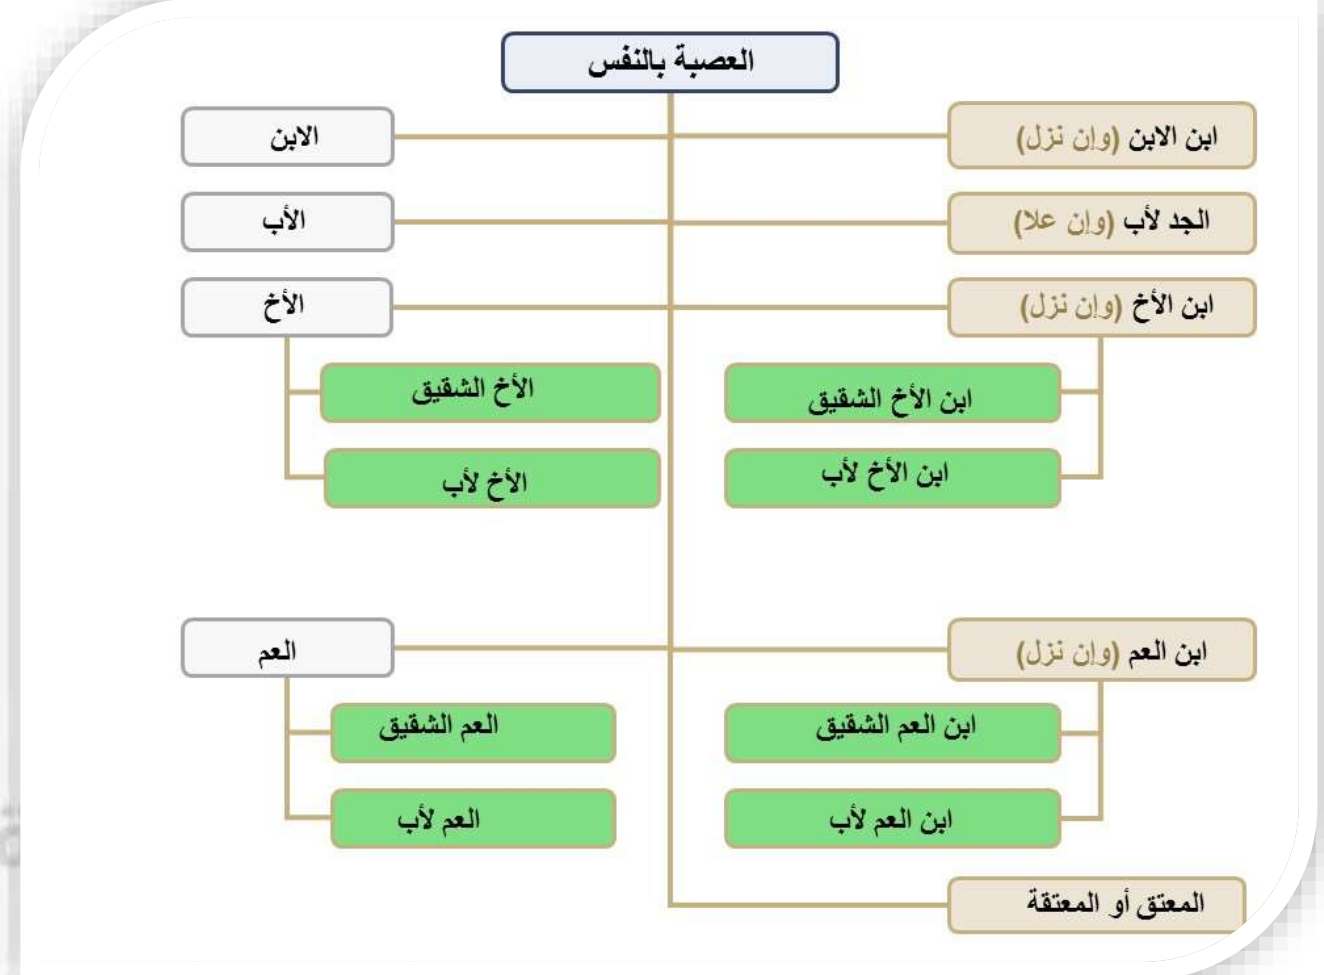 العصبة بالنفس
ابن الابن (وإن نزل)
الابن
الجد لأب (وإن علا)
الأب
ابن الأخ (وإن نزل)
الأخ
ابن الأخ الشقيق
الأخ الشقيق
ابن الأخ لأب
الأخ لأب
ابن العم (وإن نزل)
العم
ابن العم الشقيق
العم الشقيق
ابن العم لأب
العم لأب
المعتق أو المعتقة